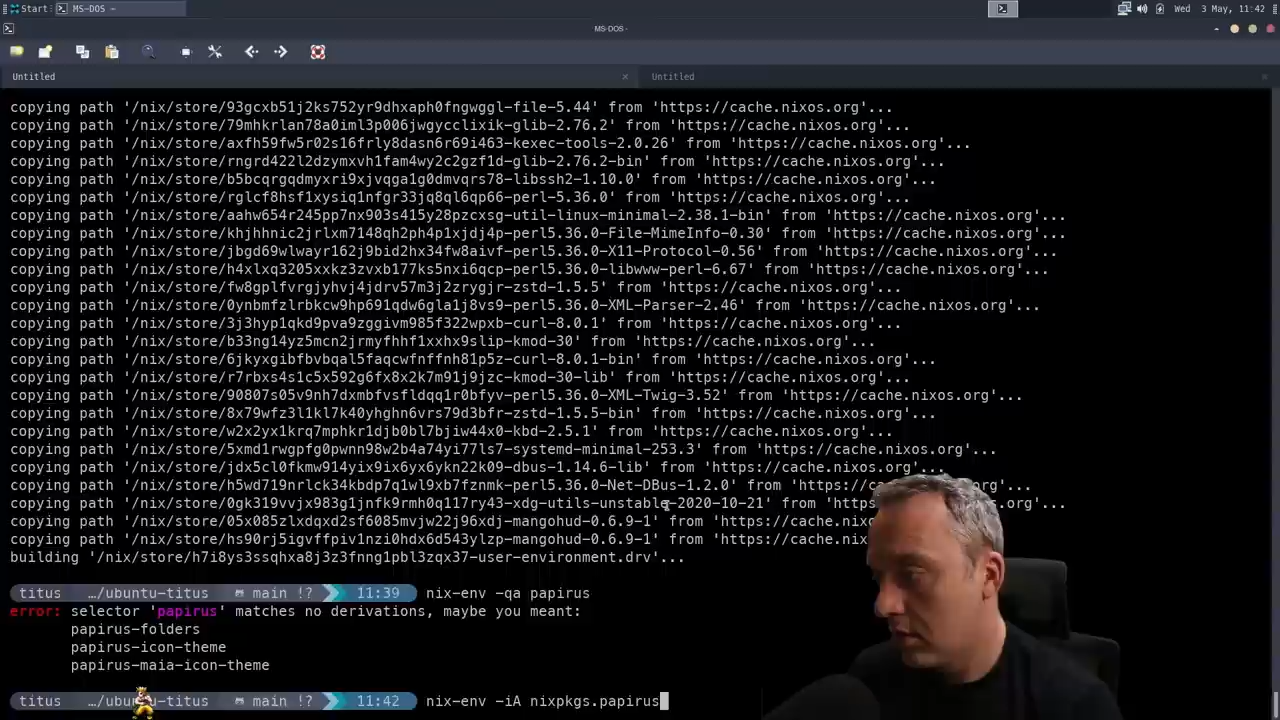 Start MS-DOS ~ Wed 3 May, 11:42
MS-DOS -
Untitled Untitled
copying path '/nix/store/93gcxb51j2ks752yr9dhxaph0fngwggl-file-5.44' from 'https://cache.nixos.org'...
copying path '/nix/store/79mhkrlan78a0iml3p006jwgycclixik-glib-2.76.2' from 'https://cache.nixos.org'...
copying path '/nix/store/axfh59fw5r02s16frly8dasn6r69i463-kexec-tools-2.0.26' from 'https://cache.nixos.org'...
copying path '/nix/store/rngrd422l2dzymxvh1fam4wy2c2gzf1d-glib-2.76.2-bin' from 'https://cache.nixos.org'...
copying path '/nix/store/b5bcqrgqdmyxri9xjvqga1g0dmvqrs78-libssh2-1.10.0' from 'https://cache.nixos.org'...
copying path '/nix/store/rglcf8hsf1xysiq1nfgr33jq8ql6qp66-perl-5.36.0' from 'https://cache.nixos.org'...
copying path '/nix/store/aahw654r245pp7nx903s415y28pzcxsg-util-linux-minimal-2.38.1-bin' from 'https://cache.nixos.org'...
copying path '/nix/store/khjhhnic2jrlxm7148qh2ph4p1xjdj4p-perl5.36.0-File-MimeInfo-0.30' from 'https://cache.nixos.org'...
copying path '/nix/store/jbgd69wlwayr162j9bid2hx34fw8aivf-perl5.36.0-X11-Protocol-0.56' from 'https://cache.nixos.org'...
copying path '/nix/store/h4xlxq3205xxkz3zvxb177ks5nxi6qcp-perl5.36.0-libwww-perl-6.67' from 'https://cache.nixos.org'...
copying path '/nix/store/fw8gplfvrgjyhvj4jdrv57m3j2zrygjr-zstd-1.5.5' from 'https://cache.nixos.org'...
copying path '/nix/store/0ynbmfzlrbkcw9hp691qdw6gla1j8vs9-perl5.36.0-XML-Parser-2.46' from 'https://cache.nixos.org'...
copying path '/nix/store/3j3hyp1qkd9pva9zggivm985f322wpxb-curl-8.0.1' from 'https://cache.nixos.org'...
copying path '/nix/store/b33ng14yz5mcn2jrmyfhhf1xxhx9slip-kmod-30' from 'https://cache.nixos.org'...
copying path '/nix/store/6jkyxgibfbvbqal5faqcwfnffnh81p5z-curl-8.0.1-bin' from 'https://cache.nixos.org'...
copying path '/nix/store/r7rbxs4s1c5x592g6fx8x2k7m91j9jzc-kmod-30-lib' from 'https://cache.nixos.org'...
copying path '/nix/store/90807s05v9nh7dxmbfvsfldqq1r0bfyv-perl5.36.0-XML-Twig-3.52' from 'https://cache.nixos.org'...
copying path '/nix/store/8x79wfz3l1kl7k40yhghn6vrs79d3bfr-zstd-1.5.5-bin' from 'https://cache.nixos.org'...
copying path '/nix/store/w2x2yx1krq7mphkr1djb0bl7bjiw44x0-kbd-2.5.1' from 'https://cache.nixos.org'...
copying path '/nix/store/5xmd1rwgpfg0pwnn98w2b4a74yi77ls7-systemd-minimal-253.3' from 'https://cache.nixos.org'...
copying path '/nix/store/jdx5cl0fkmw914yix9ix6yx6ykn22k09-dbus-1.14.6-lib' from 'https://cache.nixos.org'...
copying path '/nix/store/h5wd719nrlck34kbdp7q1wl9xb7fznmk-perl5.36.0-Net-DBus-1.2.0' from 'https://cache.nixos.org'...
copying path '/nix/store/0gk319vvjx983g1jnfk9rmh0q117ry43-xdg-utils-unstable-2020-10-21' from 'https ixos.org'...
copying path '/nix/store/05x085zlxdqxd2sf6085mvjw22j96xdj-mangohud-0.6.9-1' from 'https://cache.n
copying path '/nix/store/hs90rj5igvffpiv1nzi0hdx6d543ylzp-mangohud-0.6.9-1' from 'https://cache.n
building '/nix/store/h7i8ys3ssqhxa8j3z3fnng1pbl3zqx37-user-environment.drv'...
titus …/ubuntu-titus main !? 11:39 nix-env -qa papirus
error: selector 'papirus' matches no derivations, maybe you meant:
papirus-folders
papirus-icon-theme
papirus-maia-icon-theme
titus …/ubuntu-titus main !? 11:42 nix-env -iA nixpkgs.papirus